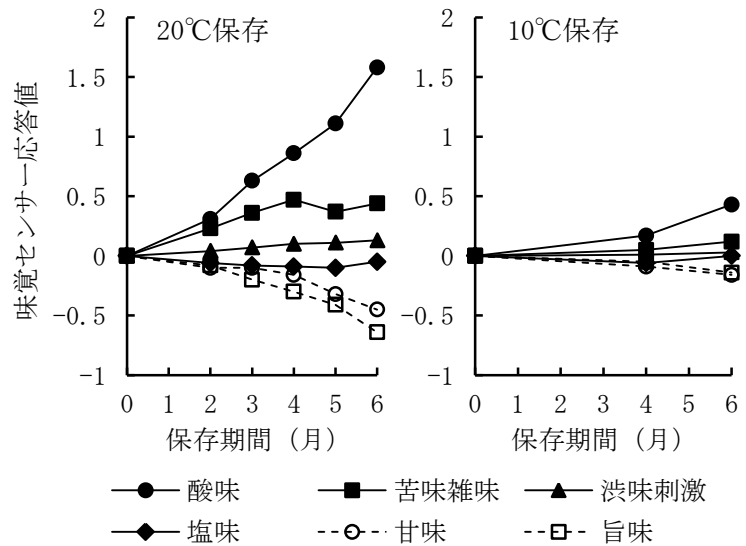 20℃保存
10℃保存
味覚センサー応答値
2
1.5
1
0.5
0
−0.5
−1
2
1.5
1
0.5
0
−0.5
−1
0 1 2 3 4 5 6
0 1 2 3 4 5 6
保存期間（月）
保存期間（月）
酸味 苦味雑味 渋味刺激
塩味 甘味 旨味